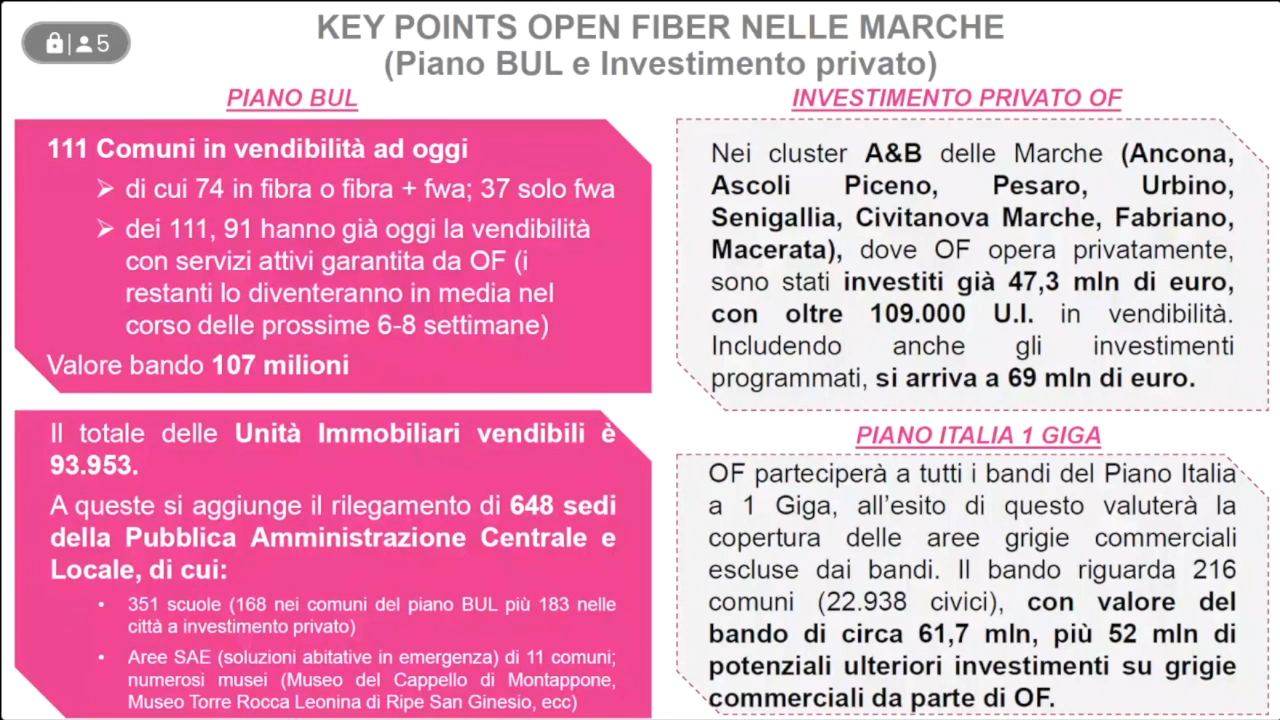 5
KEY POINTS OPEN FIBER NELLE MARCHE
(Piano BUL e Investimento privato)
PIANO BUL
111 Comuni in vendibilità ad oggi
➢ di cui 74 in fibra o fibra + fwa; 37 solo fwa
➢ dei 111, 91 hanno già oggi la vendibilità
con servizi attivi garantita da OF (i
restanti lo diventeranno in media nel
corso delle prossime 6-8 settimane)
Valore bando 107 milioni
Il totale delle Unità Immobiliari vendibili è
93.953.
A queste si aggiunge il rilegamento di 648 sedi
della Pubblica Amministrazione Centrale e
Locale, di cui:
• 351 scuole (168 nei comuni del piano BUL più 183 nelle
città a investimento privato)
• Aree SAE (soluzioni abitative in emergenza) di 11 comuni;
numerosi musei (Museo del Cappello di Montappone,
Museo Torre Rocca Leonina di Ripe San Ginesio, ecc)
INVESTIMENTO PRIVATO OF
Nei cluster A&B delle Marche (Ancona,
Ascoli Piceno, Pesaro, Urbino,
Senigallia, Civitanova Marche, Fabriano,
Macerata), dove OF opera privatamente,
sono stati investiti già 47,3 mln di euro,
con oltre 109.000 U.I. in vendibilità.
Includendo anche gli investimenti
programmati, si arriva a 69 mln di euro.
PIANO ITALIA 1 GIGA
OF parteciperà a tutti i bandi del Piano Italia
a 1 Giga, all'esito di questo valuterà la
copertura delle aree grigie commerciali
escluse dai bandi. Il bando riguarda 216
comuni (22.938 civici), con valore del
bando di circa 61,7 mln, più 52 mln di
potenziali ulteriori investimenti su grigie
commerciali da parte di OF.